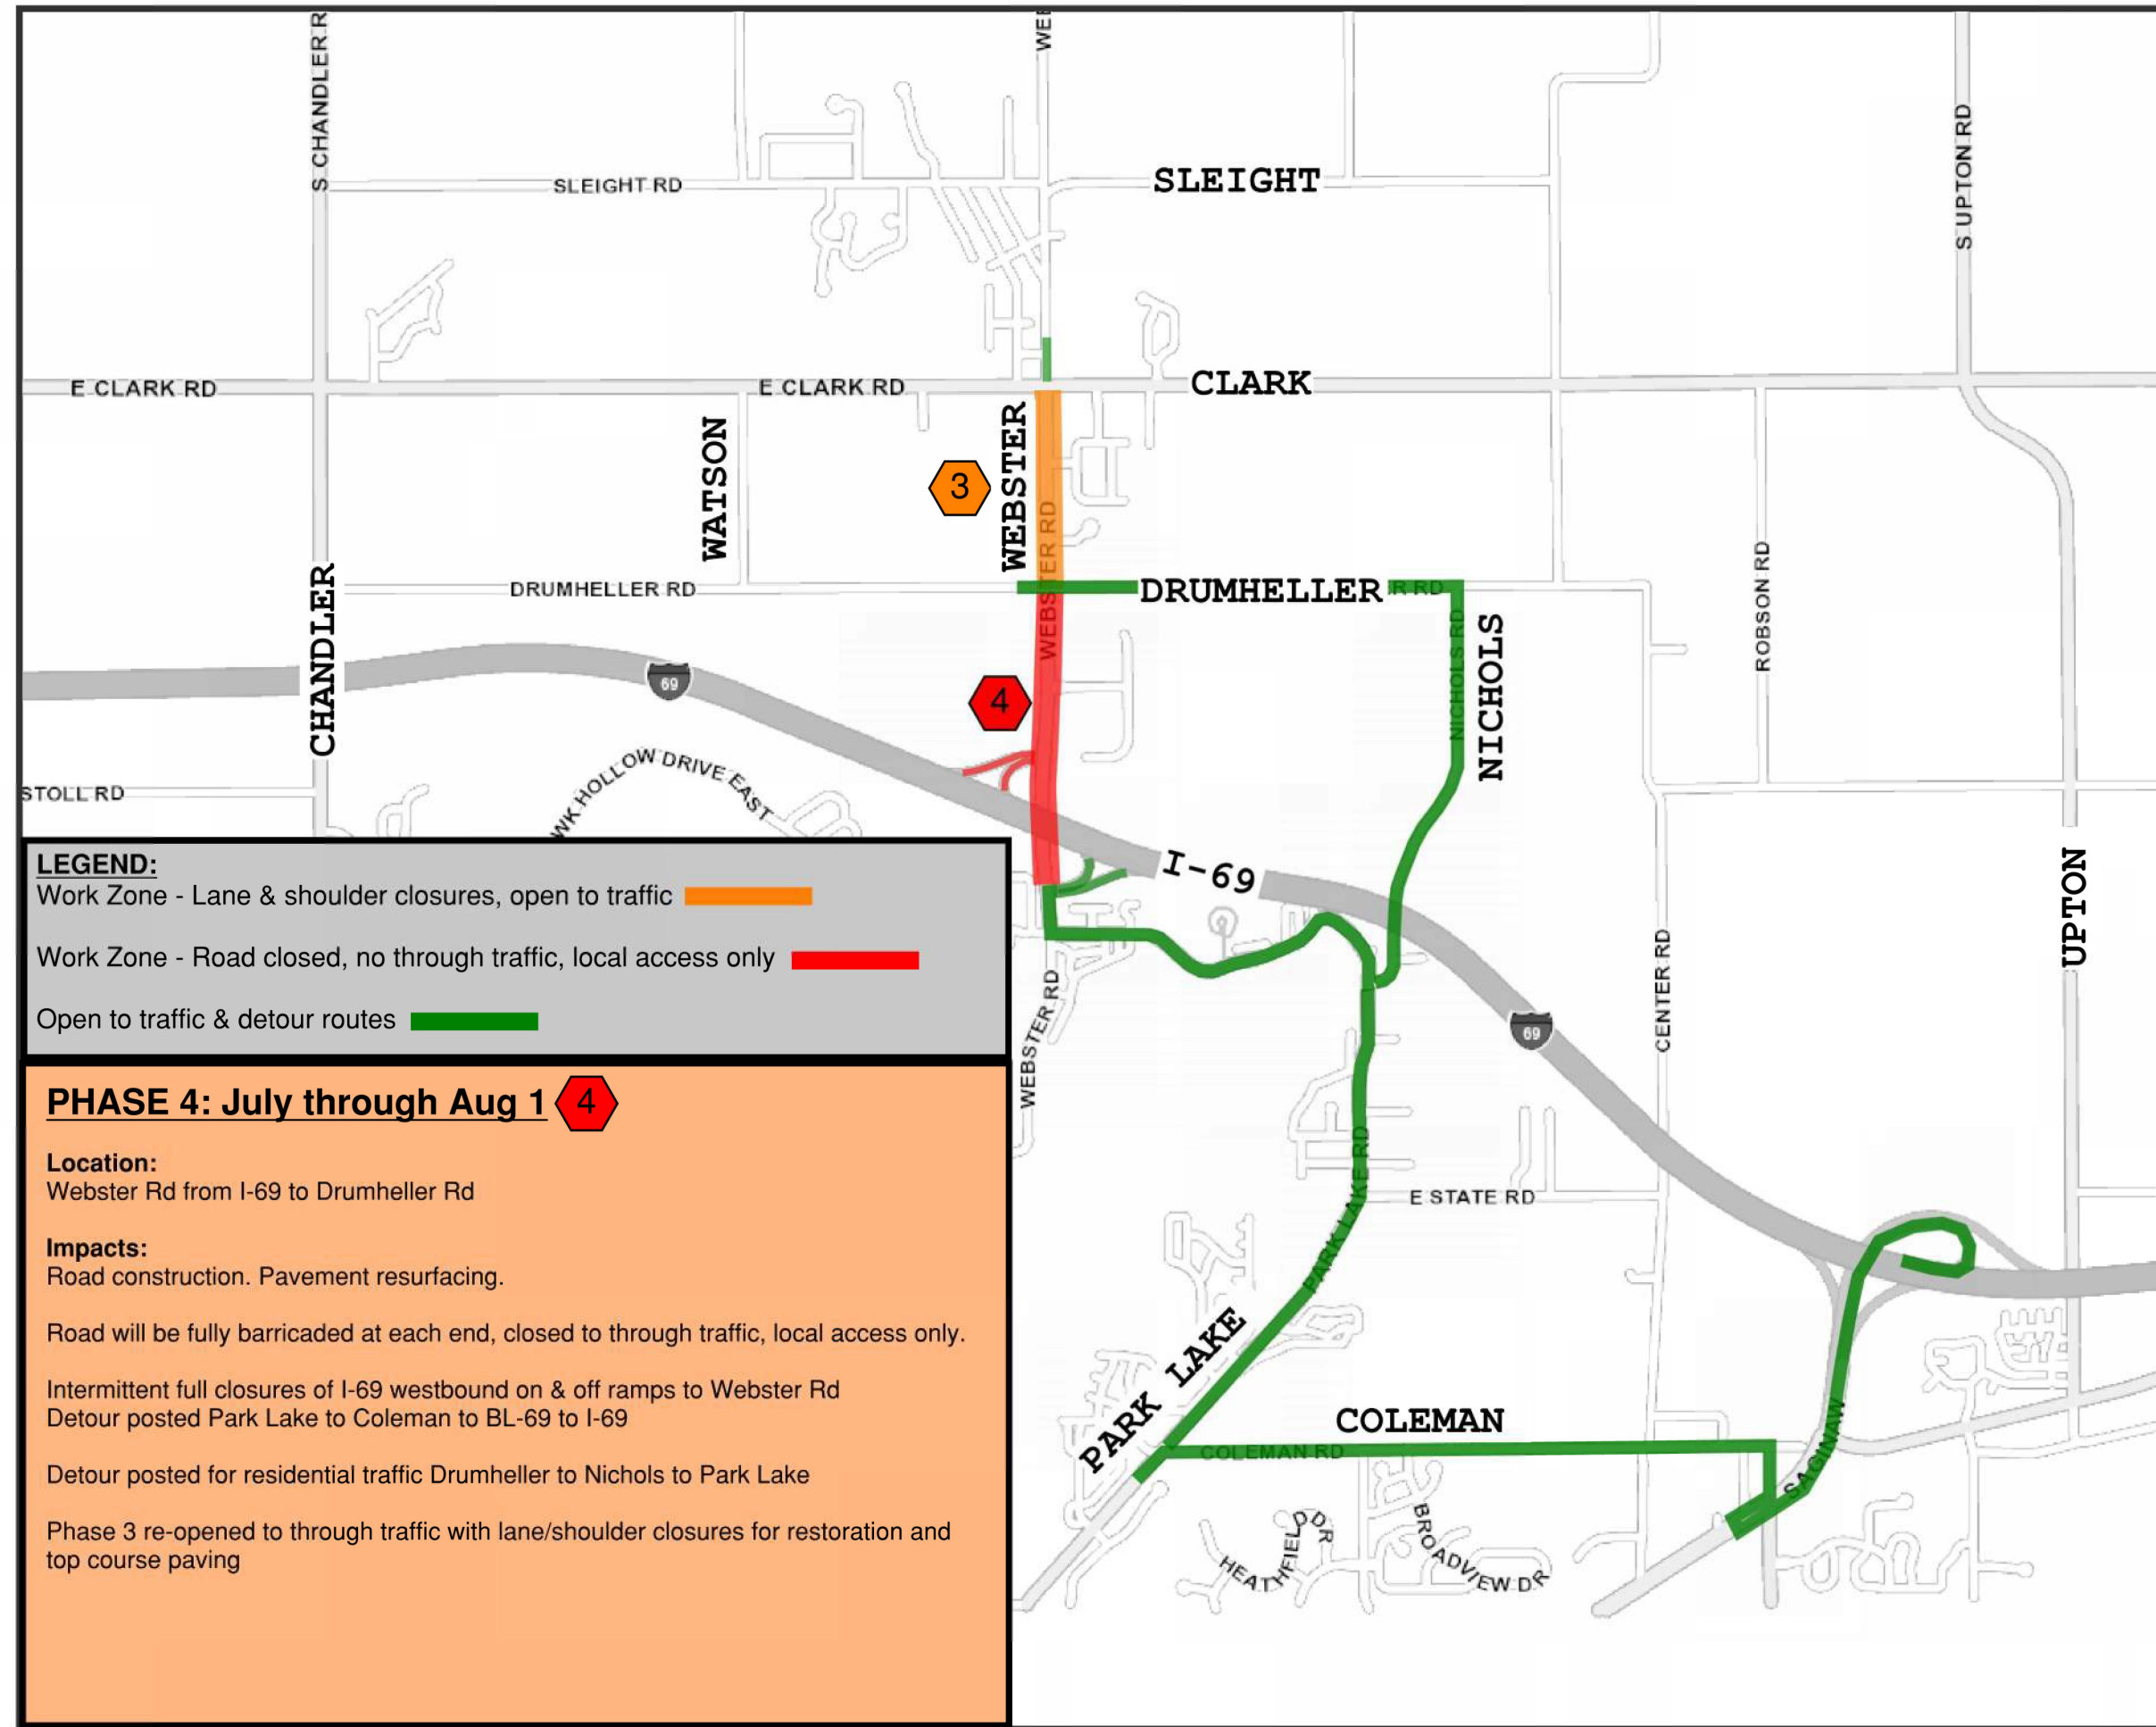 S CHANDLER R
WE
S UPTON RD
SLEIGHT RD
SLEIGHT
E CLARK RD
E CLARK RD
CLARK
WATSON
3
WEBSTER
WEBSTER RD
CHANDLER
DRUMHELLER RD
DRUMHELLER
R RD
NICHOLS RD
NICHOLS
ROBSON RD
WEBSTER RD
69
4
STOLL RD
WK HOLLOW DRIVE EAST
I-69
UPTON
CENTER RD
69
WEBSTER RD
E STATE RD
PARK LAKE RD
PARK LAKE
COLEMAN
COLEMAN RD
SAGINAW
HEATHFIELD DR
BROADVIEW DR
LEGEND:
Work Zone - Lane & shoulder closures, open to traffic
Work Zone - Road closed, no through traffic, local access only
Open to traffic & detour routes
PHASE 4: July through Aug 1 4
Location:
Webster Rd from I-69 to Drumheller Rd
Impacts:
Road construction. Pavement resurfacing.
Road will be fully barricaded at each end, closed to through traffic, local access only.
Intermittent full closures of I-69 westbound on & off ramps to Webster Rd
Detour posted Park Lake to Coleman to BL-69 to I-69
Detour posted for residential traffic Drumheller to Nichols to Park Lake
Phase 3 re-opened to through traffic with lane/shoulder closures for restoration and
top course paving